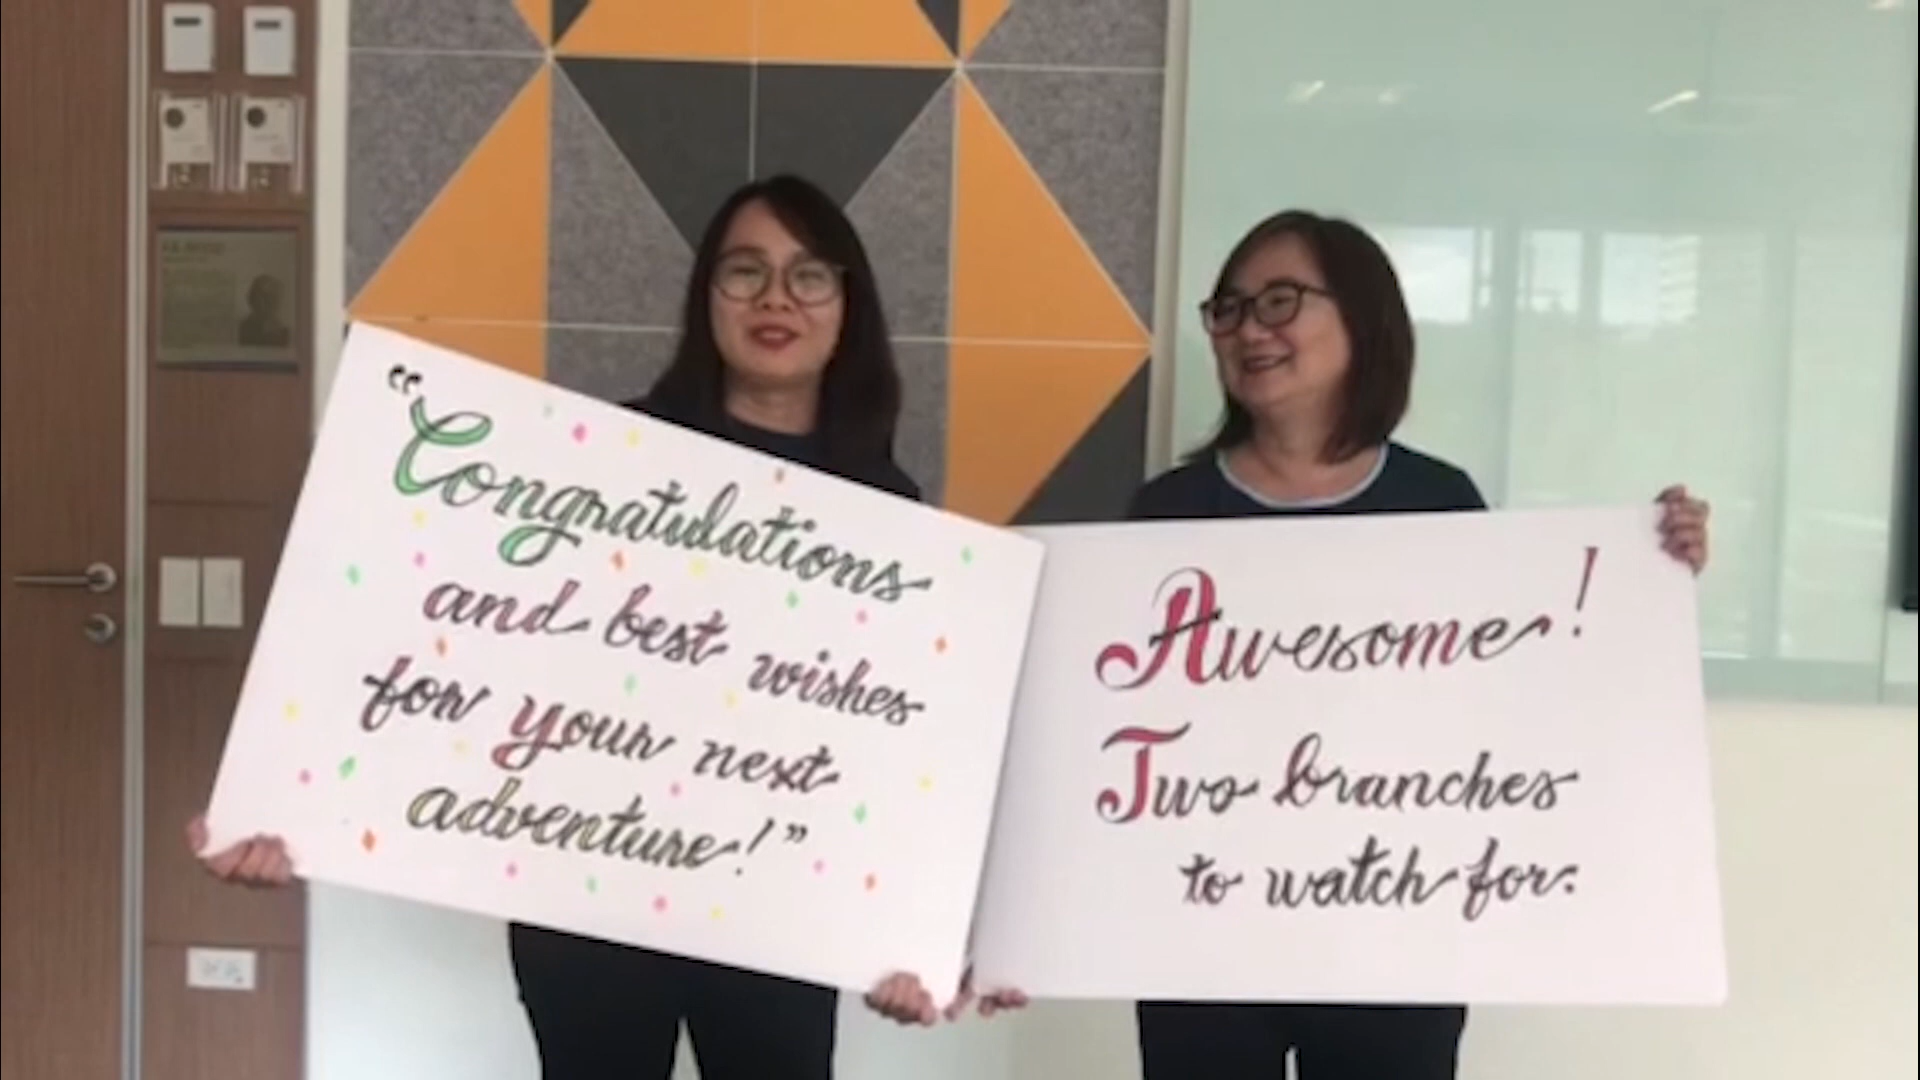 “Congratulations
and best wishes
for your next
adventure!”
Awesome!
Two branches
to watch for.